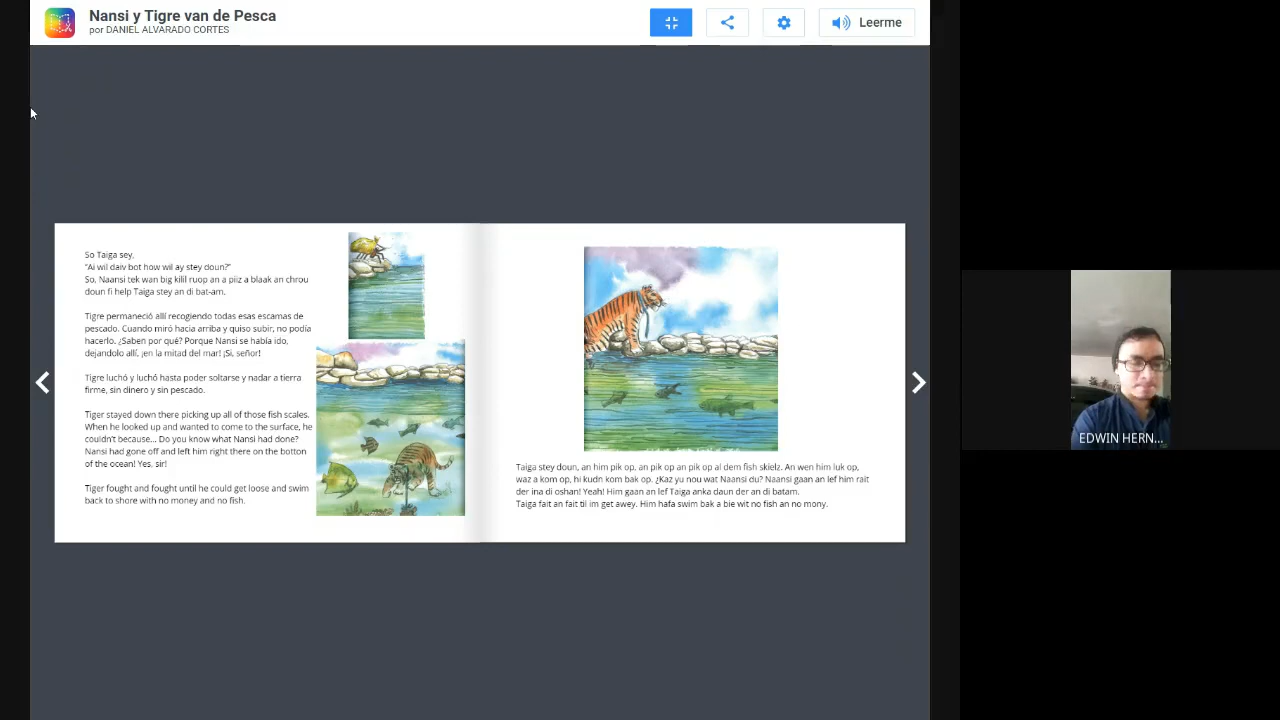 Nansi y Tigre van de Pesca
por DANIEL ALVARADO CORTES
Leerme
So Taiga sey,
"Ai wil daiv bot how wil ay stey doun?"
So, Naansi tek wan big kilil ruop an a piiz a blaak an chrou
doun fi help Taiga stey an di bat-am.
Tigre permaneció allí recogiendo todas esas escamas de
pescado. Cuando miró hacia arriba y quiso subir, no podía
hacerlo. ¿Saben por qué? Porque Nansi se había ido,
dejandolo allí, ¡en la mitad del mar! ¡Sí, señor!
Tigre luchó y luchó hasta poder soltarse y nadar a tierra
firme, sin dinero y sin pescado.
Tiger stayed down there picking up all of those fish scales.
When he looked up and wanted to come to the surface, he
couldn't because... Do you know what Nansi had done?
Nansi had gone off and left him right there on the botton
of the ocean! Yes, sir!
Tiger fought and fought until he could get loose and swim
back to shore with no money and no fish.
Taiga stey doun, an him pik op, an pik op an pik op al dem fish skielz. An wen him luk op,
waz a kom op, hi kudn kom bak op. ¿Kaz yu nou wat Naansi du? Naansi gaan an lef him rait
der ina di oshan! Yeah! Him gaan an lef Taiga anka daun der an di batam.
Taiga fait an fait til im get awey. Him hafa swim bak a bie wit no fish an no mony.
EDWIN HERN...